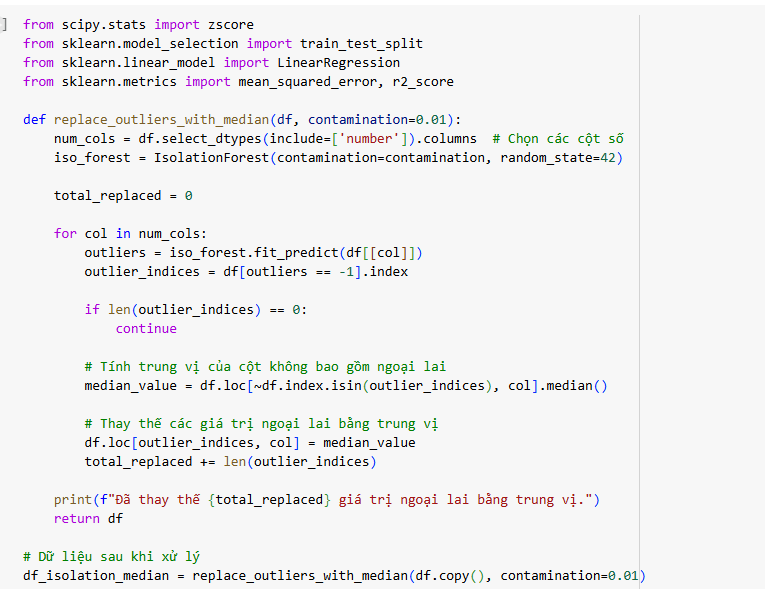 ]
from scipy.stats import zscore
from sklearn.model_selection import train_test_split
from sklearn.linear_model import LinearRegression
from sklearn.metrics import mean_squared_error, r2_score

def replace_outliers_with_median(df, contamination=0.01):
    num_cols = df.select_dtypes(include=['number']).columns  # Chọn các cột số
    iso_forest = IsolationForest(contamination=contamination, random_state=42)

    total_replaced = 0

    for col in num_cols:
        outliers = iso_forest.fit_predict(df[[col]])
        outlier_indices = df[outliers == -1].index

        if len(outlier_indices) == 0:
            continue

        # Tính trung vị của cột không bao gồm ngoại lai
        median_value = df.loc[~df.index.isin(outlier_indices), col].median()

        # Thay thế các giá trị ngoại lai bằng trung vị
        df.loc[outlier_indices, col] = median_value
        total_replaced += len(outlier_indices)

    print(f"Đã thay thế {total_replaced} giá trị ngoại lai bằng trung vị.")
    return df

# Dữ liệu sau khi xử lý
df_isolation_median = replace_outliers_with_median(df.copy(), contamination=0.01)